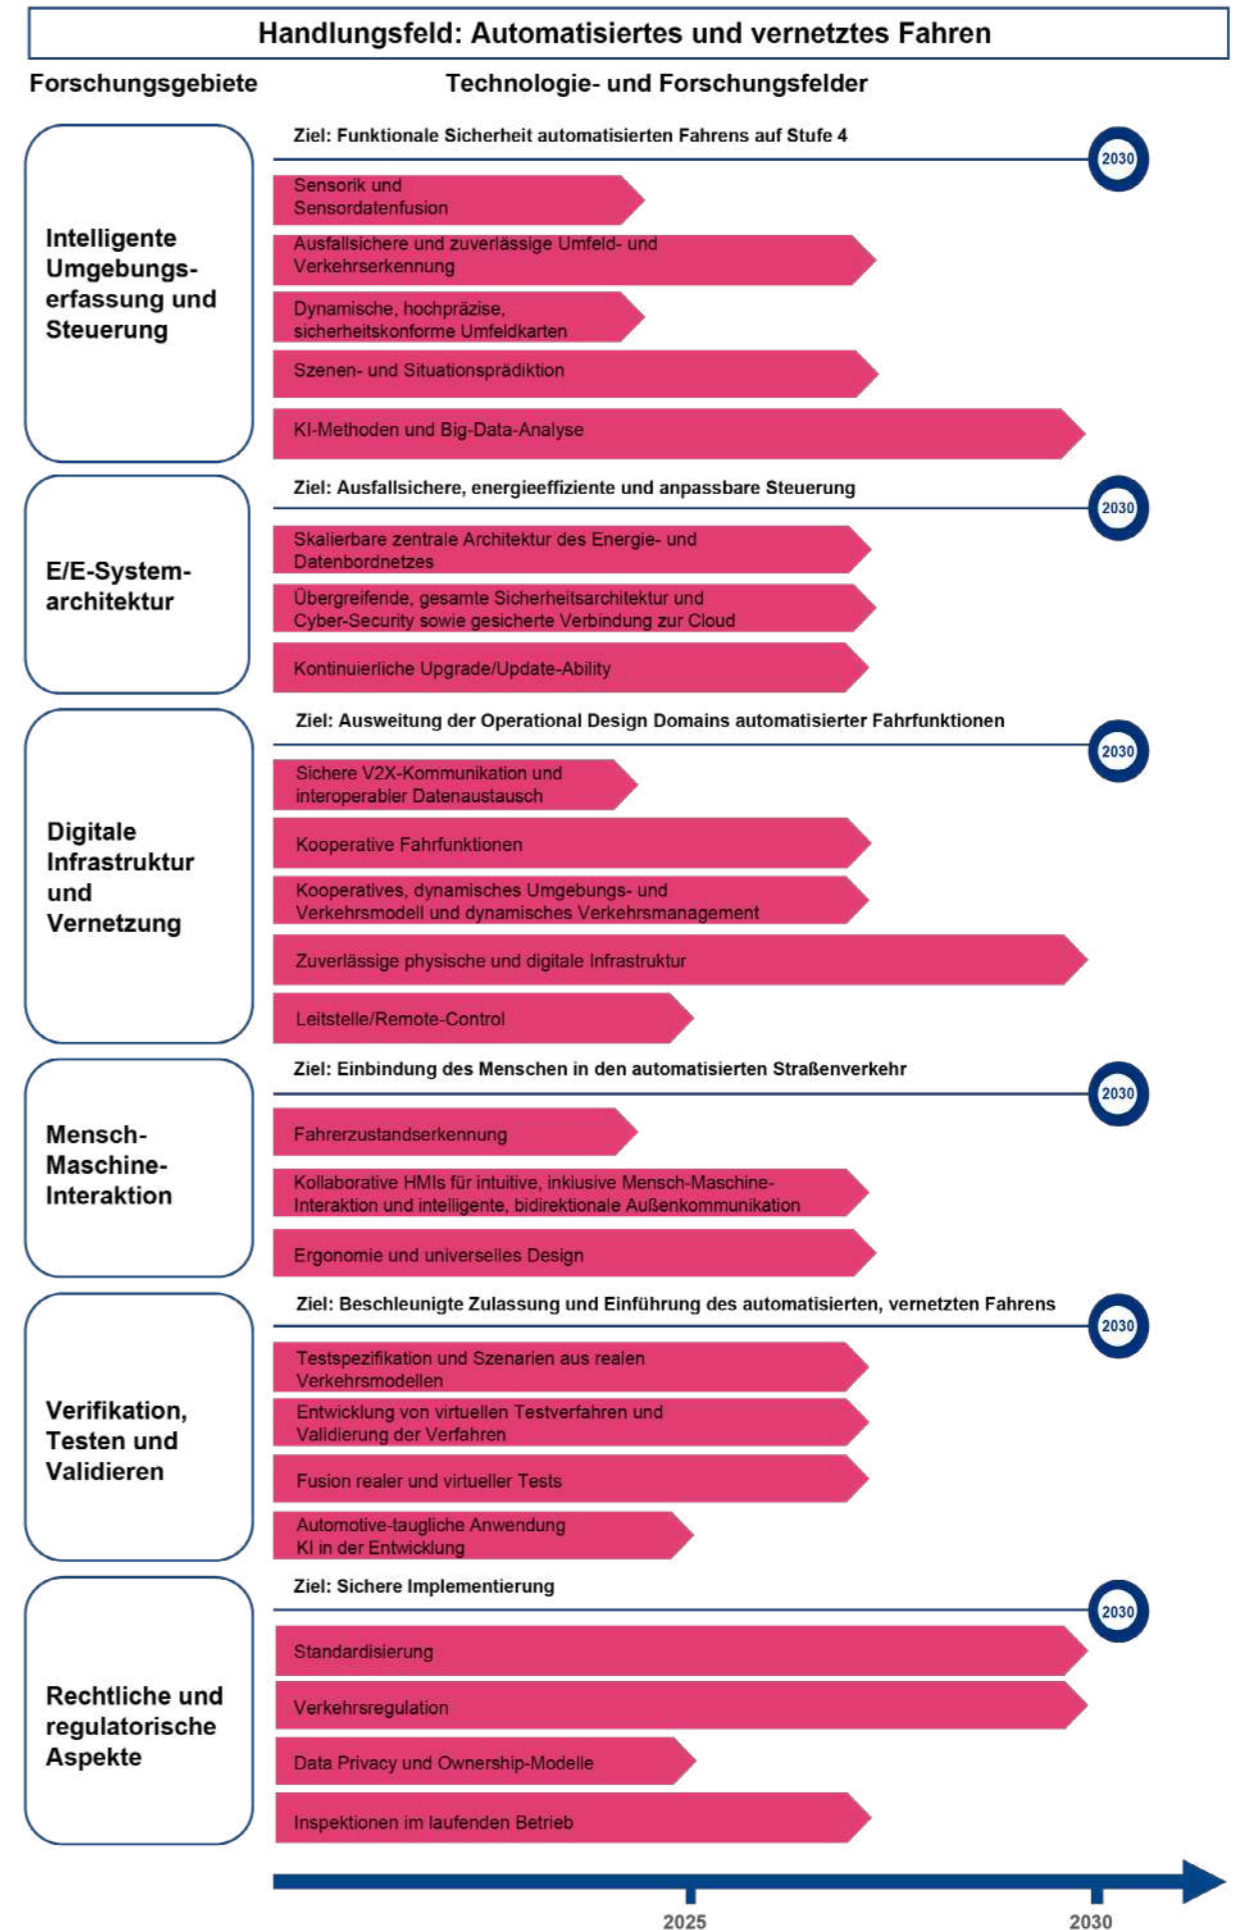 Handlungsfeld: Automatisiertes und vernetztes Fahren
Forschungsgebiete
Technologie- und Forschungsfelder
Intelligente
Umgebungs-
erfassung und
Steuerung
Ziel: Funktionale Sicherheit automatisierten Fahrens auf Stufe 4
2030
Sensorik und
Sensordatenfusion
Ausfallsichere und zuverlässige Umfeld- und
Verkehrserkennung
Dynamische, hochpräzise,
sicherheitskonforme Umfeldkarten
Szenen- und Situationsprädiktion
KI-Methoden und Big-Data-Analyse
E/E-System-
architektur
Ziel: Ausfallsichere, energieeffiziente und anpassbare Steuerung
2030
Skalierbare zentrale Architektur des Energie- und
Datenbordnetzes
Übergreifende, gesamte Sicherheitsarchitektur und
Cyber-Security sowie gesicherte Verbindung zur Cloud
Kontinuierliche Upgrade/Update-Ability
Digitale
Infrastruktur
und
Vernetzung
Ziel: Ausweitung der Operational Design Domains automatisierter Fahrfunktionen
2030
Sichere V2X-Kommunikation und
interoperabler Datenaustausch
Kooperative Fahrfunktionen
Kooperatives, dynamisches Umgebungs- und
Verkehrsmodell und dynamisches Verkehrsmanagement
Zuverlässige physische und digitale Infrastruktur
Leitstelle/Remote-Control
Mensch-
Maschine-
Interaktion
Ziel: Einbindung des Menschen in den automatisierten Straßenverkehr
2030
Fahrerzustandserkennung
Kollaborative HMIs für intuitive, inklusive Mensch-Maschine-
Interaktion und intelligente, bidirektionale Außenkommunikation
Ergonomie und universelles Design
Verifikation,
Testen und
Validieren
Ziel: Beschleunigte Zulassung und Einführung des automatisierten, vernetzten Fahrens
2030
Testspezifikation und Szenarien aus realen
Verkehrsmodellen
Entwicklung von virtuellen Testverfahren und
Validierung der Verfahren
Fusion realer und virtueller Tests
Automotive-taugliche Anwendung
KI in der Entwicklung
Rechtliche und
regulatorische
Aspekte
Ziel: Sichere Implementierung
2030
Standardisierung
Verkehrsregulation
Data Privacy und Ownership-Modelle
Inspektionen im laufenden Betrieb
2025
2030